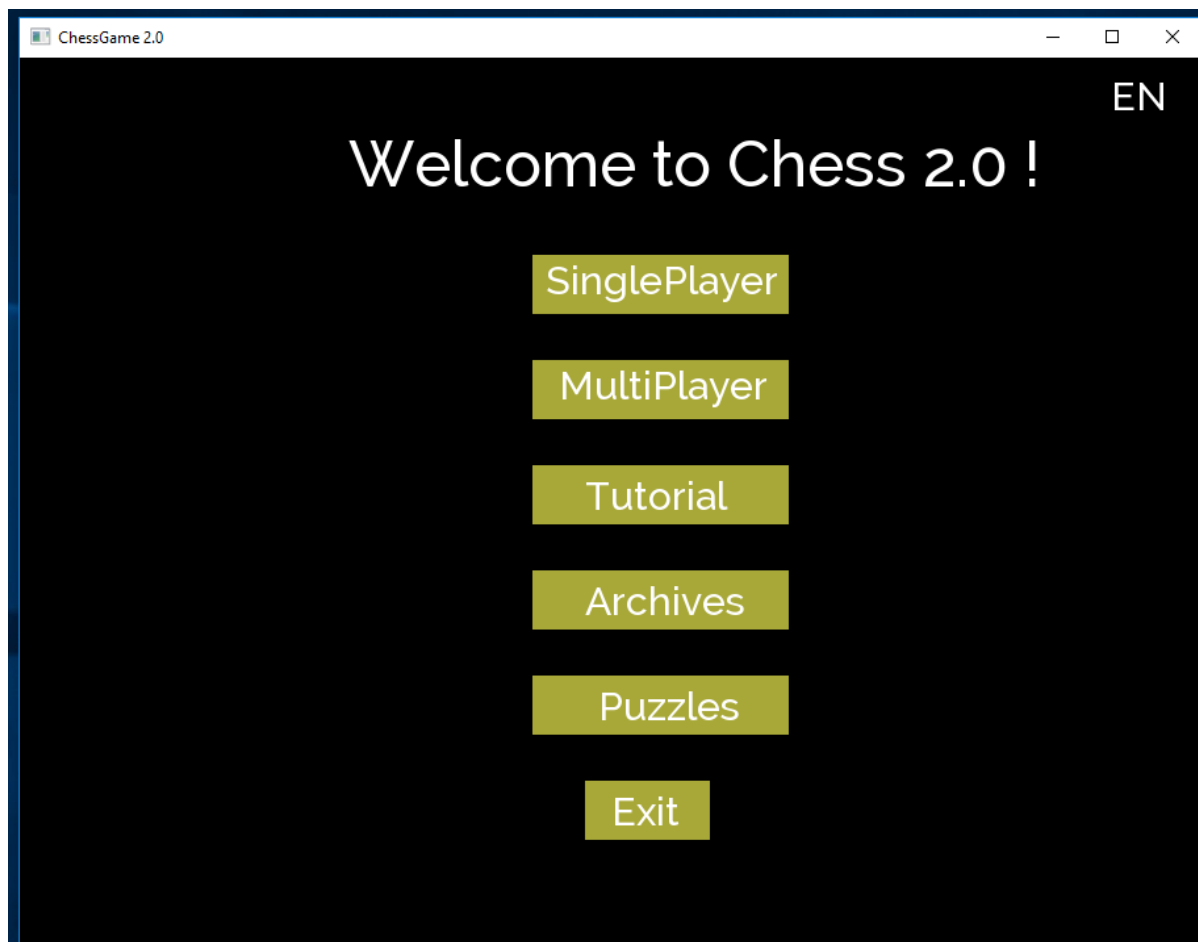 ChessGame 2.0
EN
Welcome to Chess 2.0 !
SinglePlayer
MultiPlayer
Tutorial
Archives
Puzzles
Exit